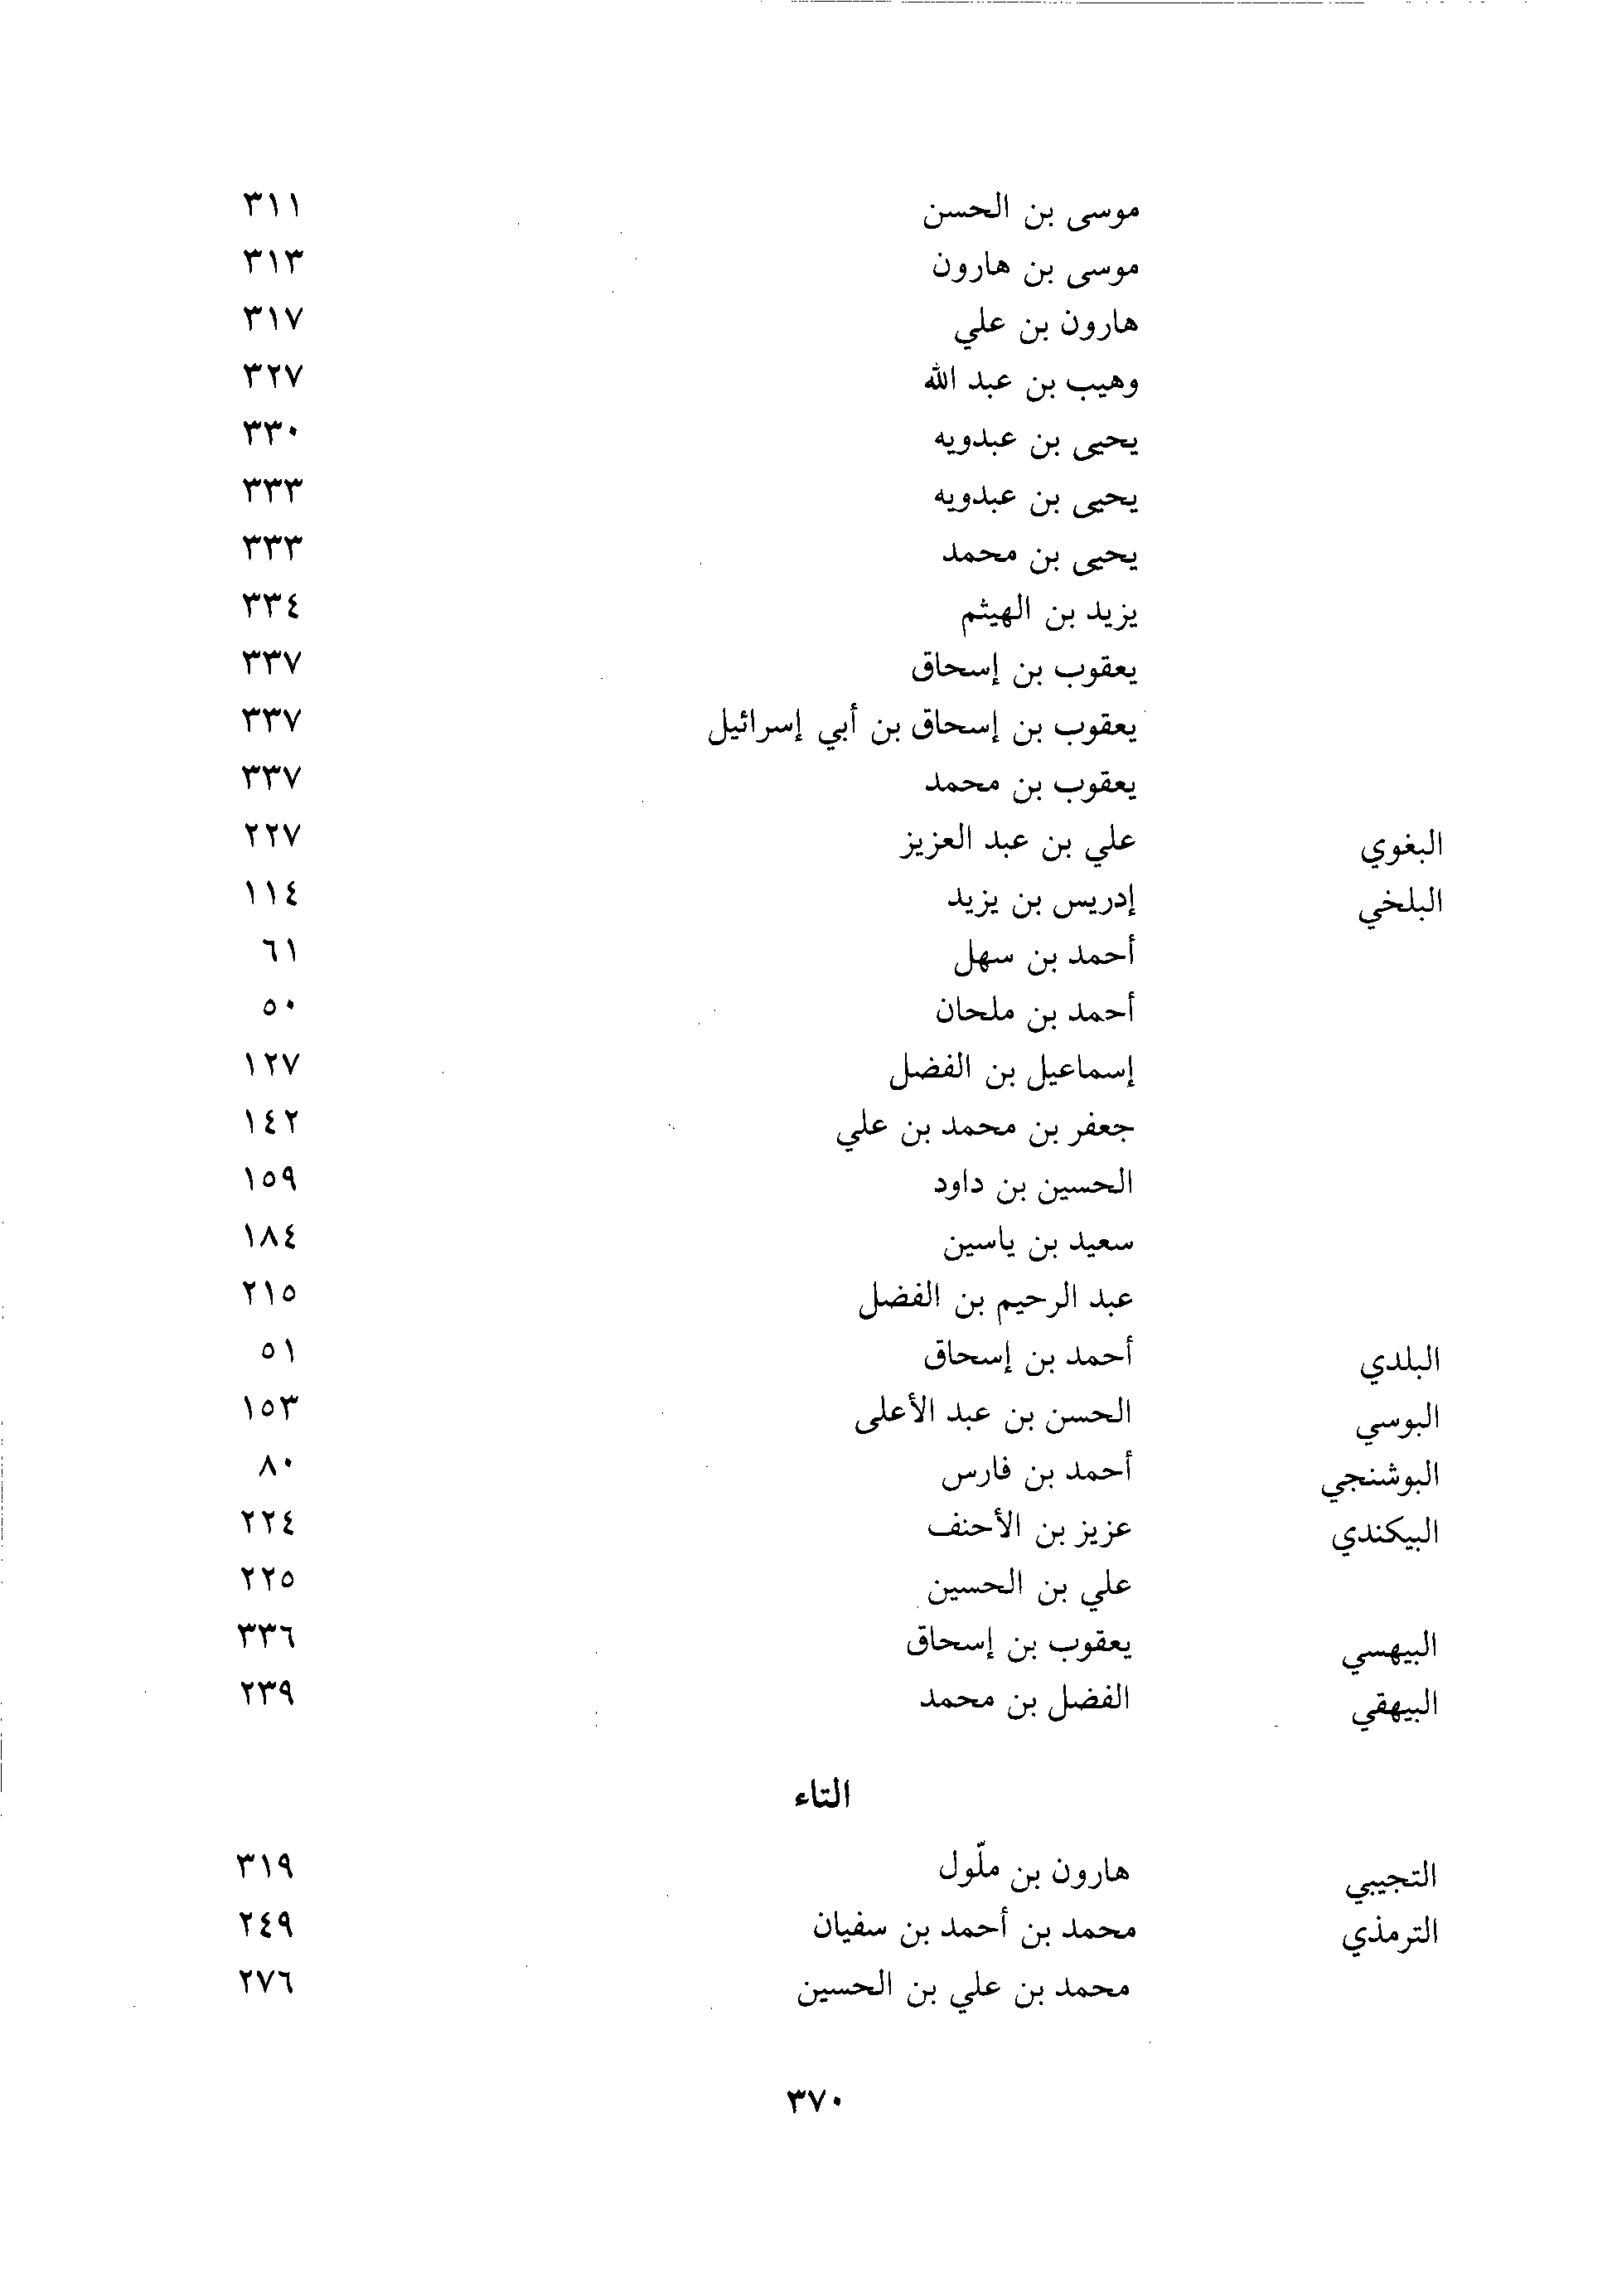 موسى بن الحسن ٣١١
موسى بن هارون ٣١٣
هارون بن علي ٣١٧
وهيب بن عبد الله ٣٢٧
يحيى بن عبدويه ٣٣٠
يحيى بن عبدويه ٣٣٣
يحيى بن محمد ٣٣٣
يزيد بن الهيثم ٣٣٤
يعقوب بن إسحاق ٣٣٧
يعقوب بن إسحاق بن أبي إسرائيل ٣٣٧
يعقوب بن محمد ٣٣٧
البغوي علي بن عبد العزيز ٢٢٧
البلخي إدريس بن يزيد ١١٤
أحمد بن سهل ٦١
أحمد بن ملحان ٥٠
إسماعيل بن الفضل ١٢٧
جعفر بن محمد بن علي ١٤٢
الحسين بن داود ١٥٩
سعيد بن ياسين ١٨٤
عبد الرحيم بن الفضل ٢١٥
البلدي أحمد بن إسحاق ٥١
البوسي الحسن بن عبد الأعلى ١٥٣
البوشنجي أحمد بن فارس ٨٠
البيكندي عزيز بن الأحنف ٢٢٤
علي بن الحسين ٢٢٥
البيهسي يعقوب بن إسحاق ٣٣٦
البيهقي الفضل بن محمد ٢٣٩
التاء
التجيبي هارون بن ملّول ٣١٩
الترمذي محمد بن أحمد بن سفيان ٢٤٩
محمد بن علي بن الحسين ٢٧٦
٣٧٠